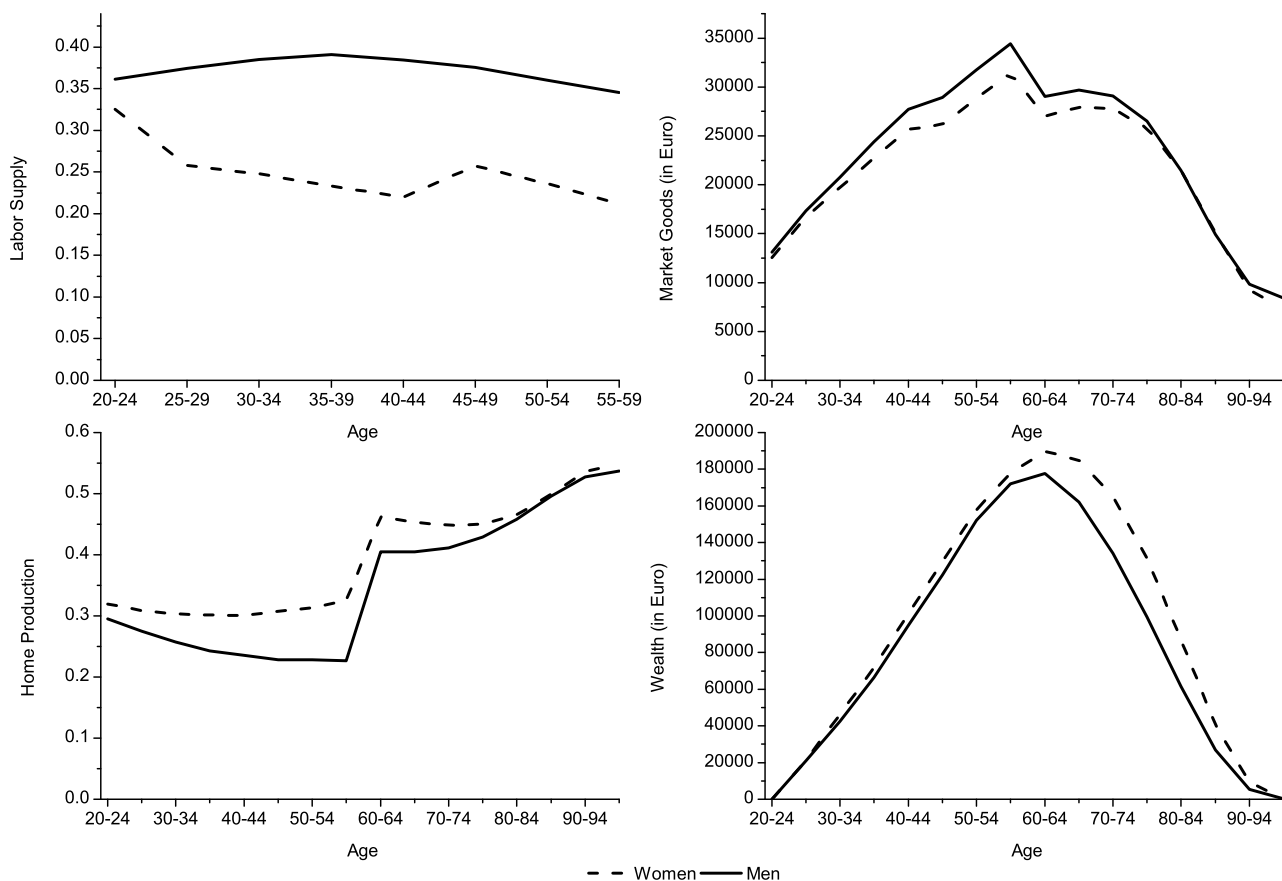 Labor Supply
0.40
0.35
0.30
0.25
0.20
0.15
0.10
0.05
0.00
20-24 25-29 30-34 35-39 40-44 45-49 50-54 55-59
Age
Market Goods (in Euro)
35000
30000
25000
20000
15000
10000
5000
0
20-24 30-34 40-44 50-54 60-64 70-74 80-84 90-94
Age
Home Production
0.6
0.5
0.4
0.3
0.2
0.1
0.0
20-24 30-34 40-44 50-54 60-64 70-74 80-84 90-94
Age
Wealth (in Euro)
200000
180000
160000
140000
120000
100000
80000
60000
40000
20000
0
20-24 30-34 40-44 50-54 60-64 70-74 80-84 90-94
Age
Women Men